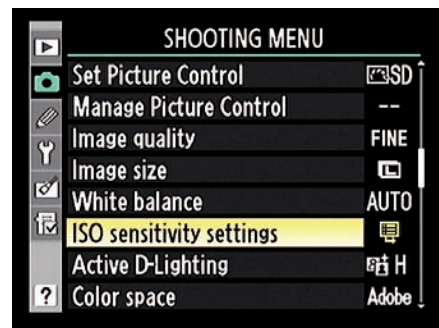 SHOOTING MENU
Set Picture Control SD
Manage Picture Control --
Image quality FINE
Image size L
White balance AUTO
ISO sensitivity settings
Active D-Lighting H
? Color space Adobe